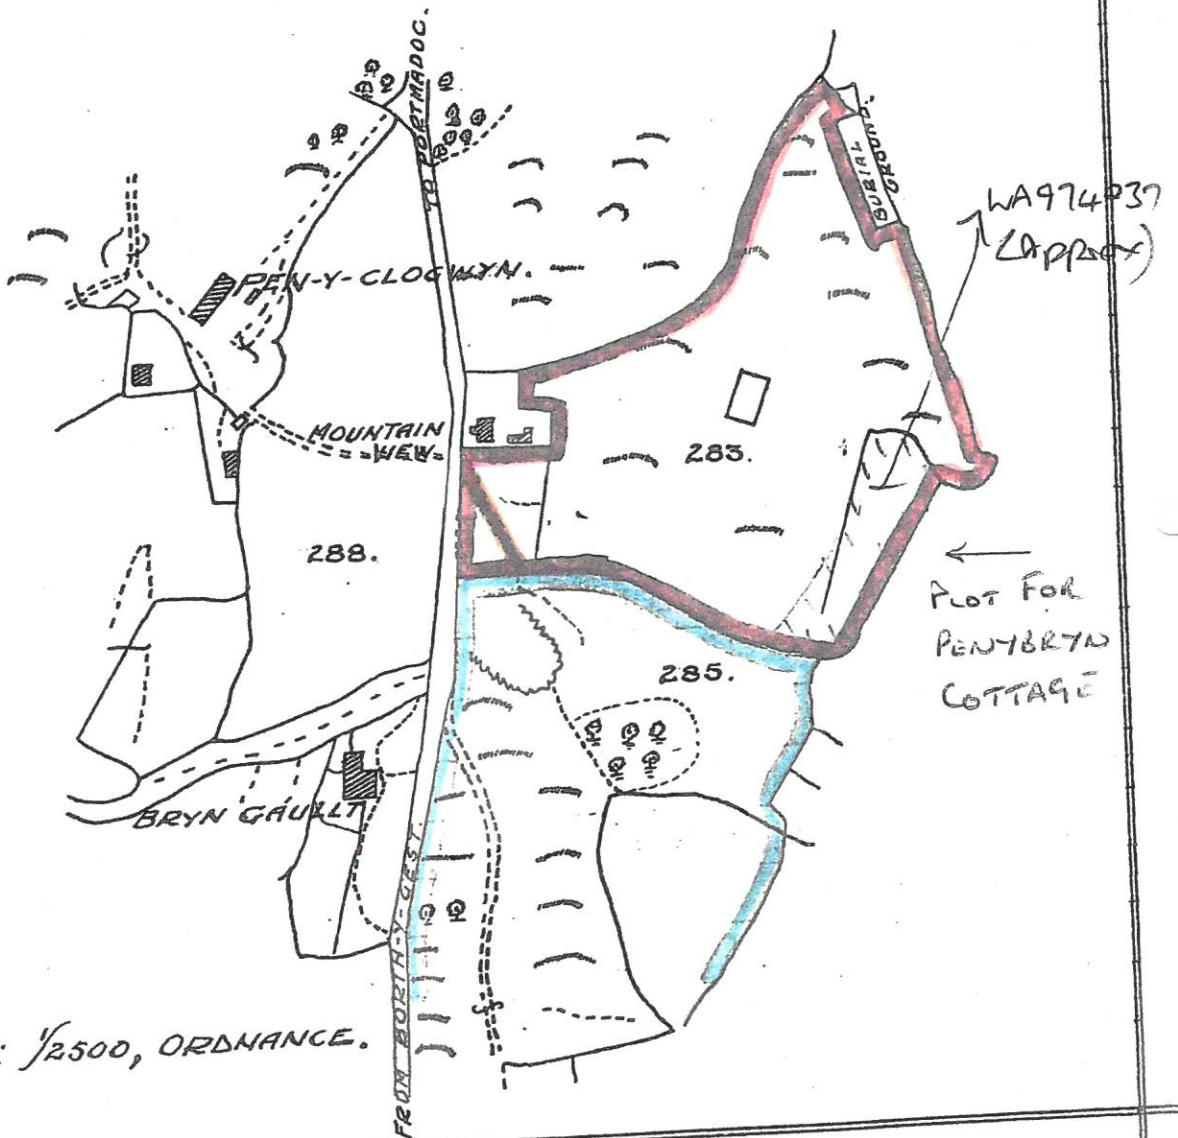 TO PORTMADOC.
BURIAL
GROUND.
WA974937
(Approx)
PEN-Y-CLOGWYN.
MOUNTAIN
VIEW
283.
288.
PLOT FOR
PENYBRYN
COTTAGE
285.
BRYN GAULLT
FROM BORTH-Y-GEST
: 1/2500, ORDNANCE.